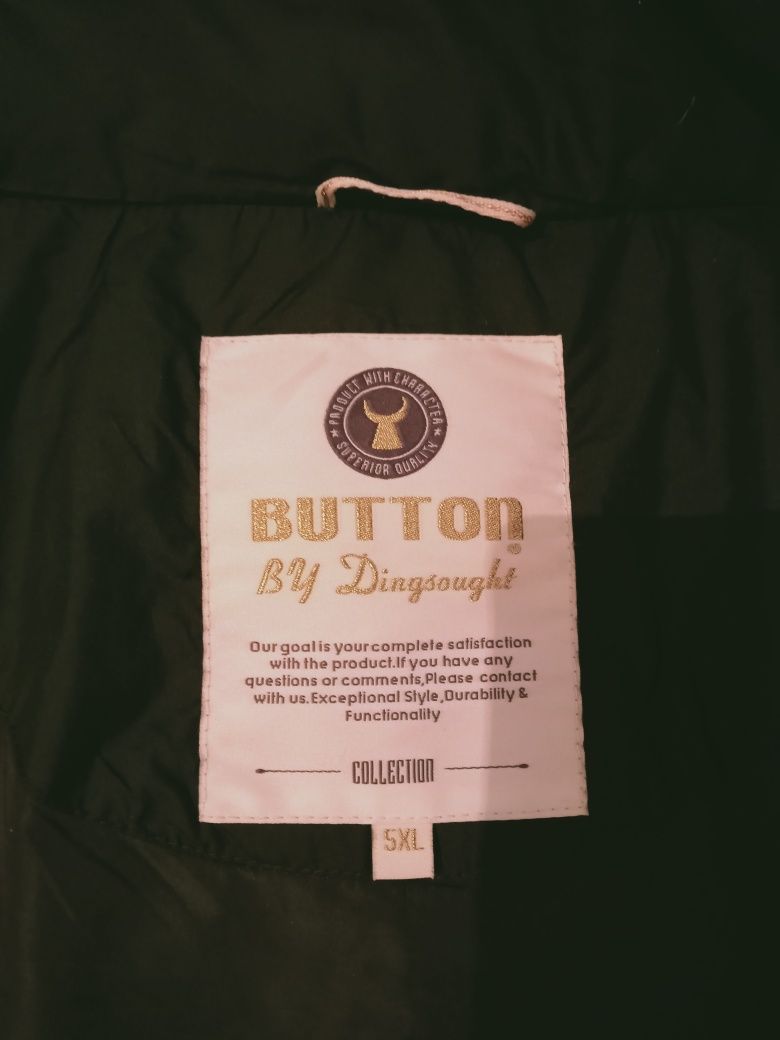 ★ PRODUCT WITH CHARACTER ★
SUPERIOR QUALITY
BUTTON®
BY Dingsought
Our goal is your complete satisfaction
with the product.If you have any
questions or comments,Please contact
with us.Exceptional Style,Durability &
Functionality
COLLECTION
5XL